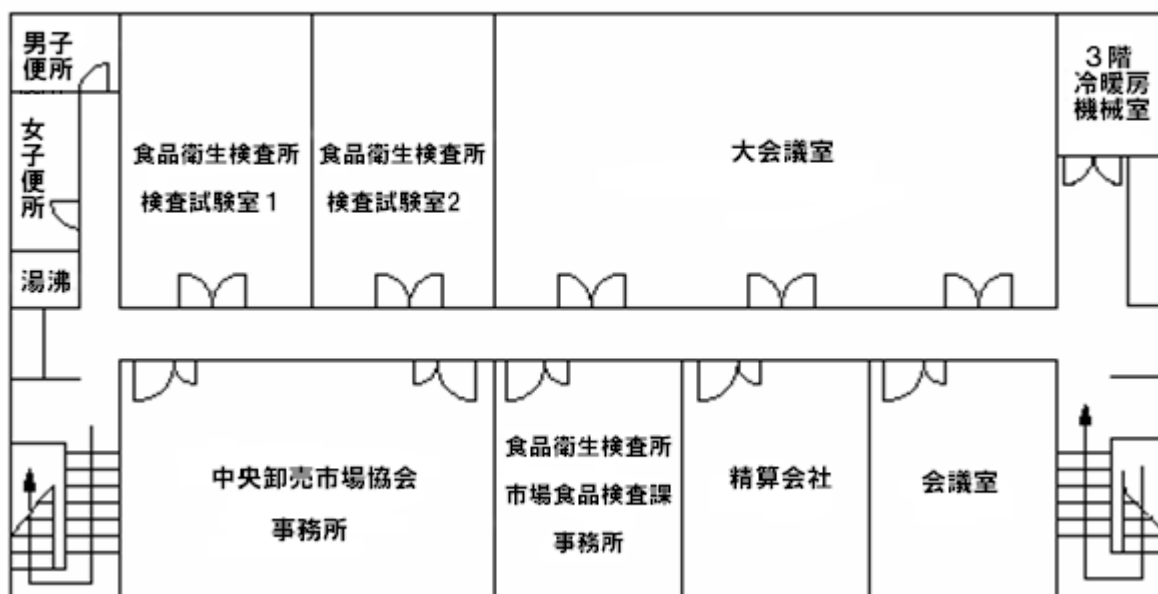 男子
便所
女子便所
湯沸
食品衛生検査所
検査試験室1
食品衛生検査所
検査試験室2
大会議室
3階
冷暖房
機械室
中央卸売市場協会
事務所
食品衛生検査所
市場食品検査課
事務所
精算会社
会議室